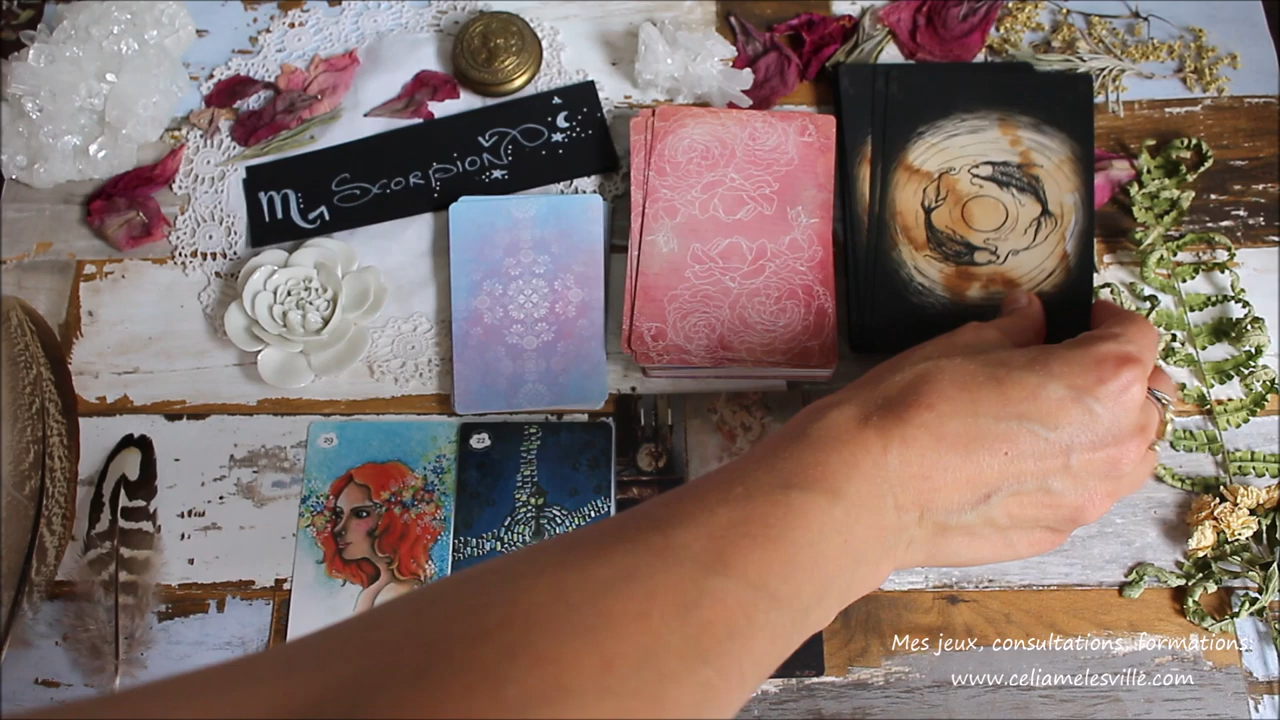 ♏ Scorpion
29
22
Mes jeux, consultations, formations:
www.celiamelesville.com